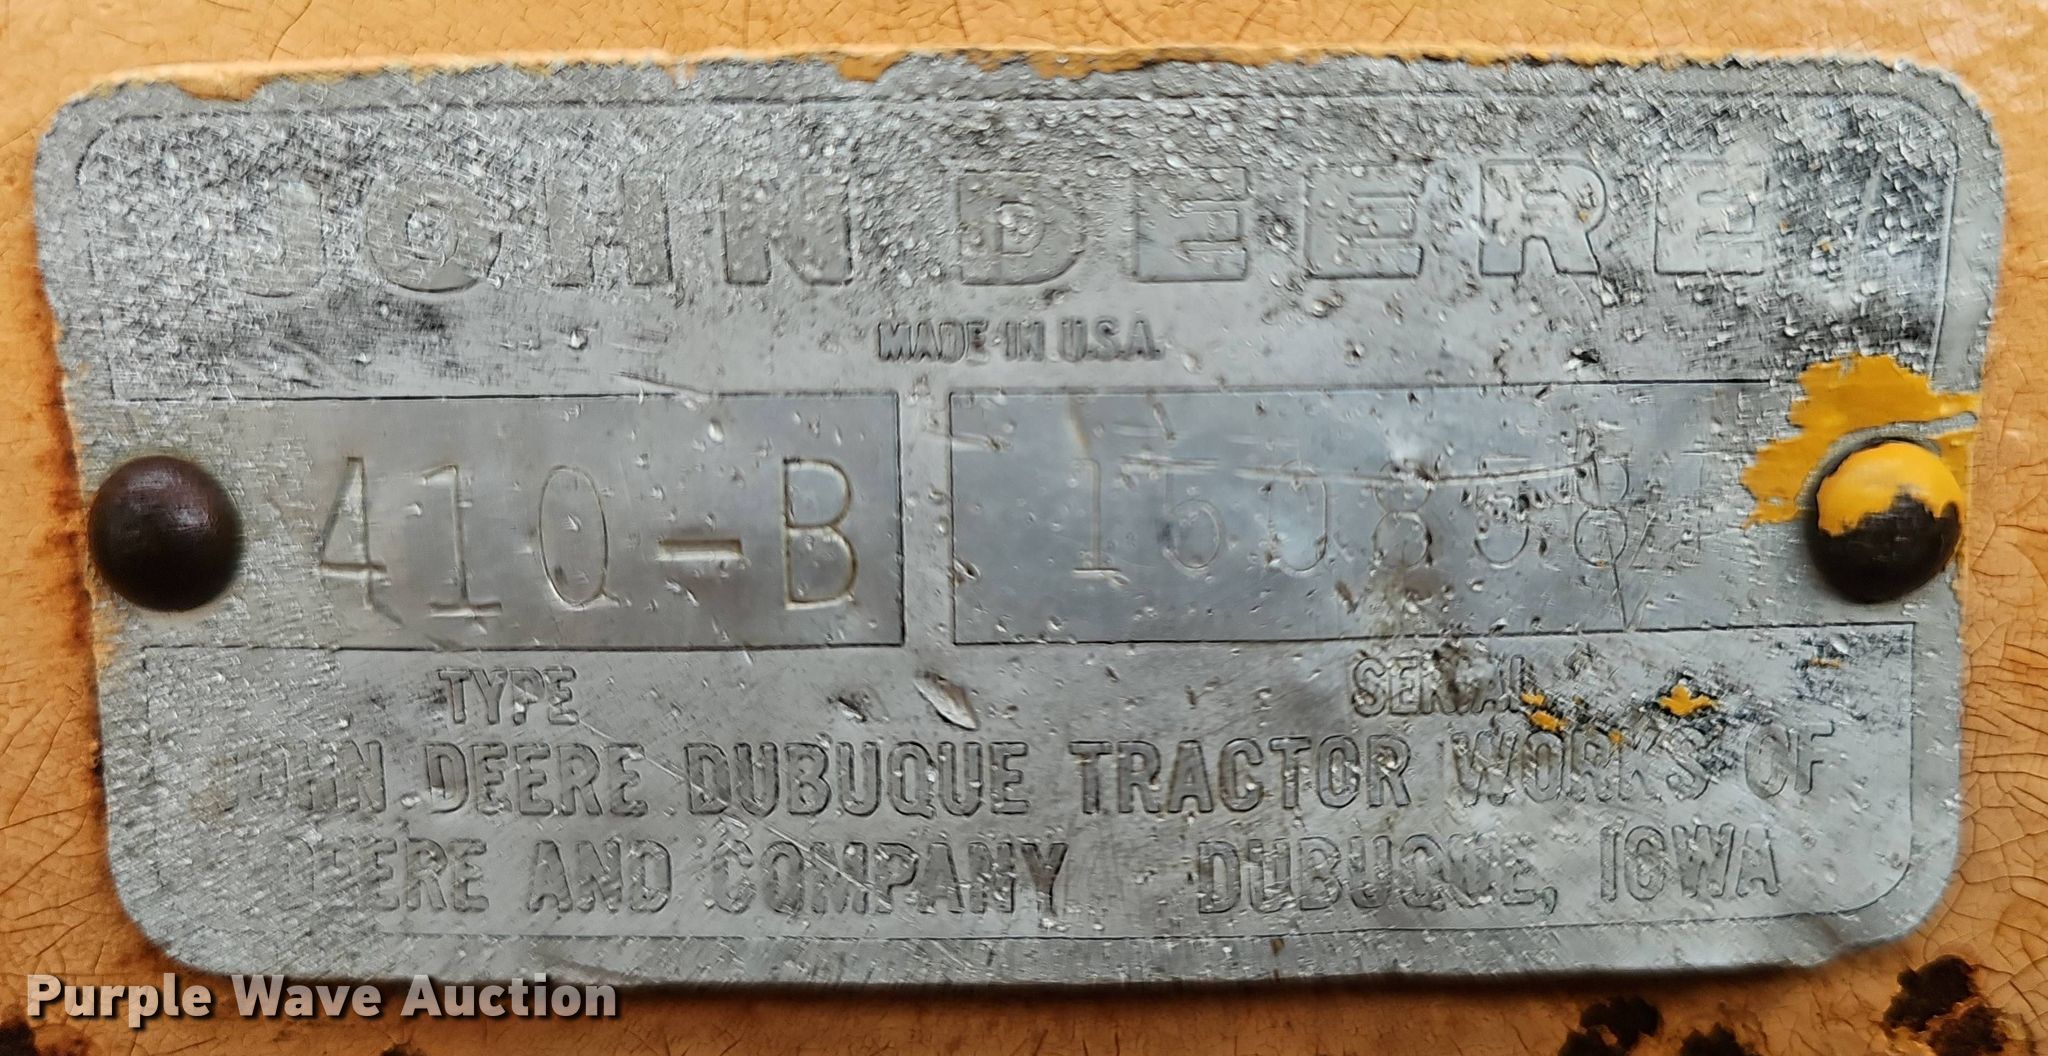 JOHN DEERE
MADE IN U.S.A.
410-B
TYPE SERIAL
JOHN DEERE DUBUQUE TRACTOR WORKS OF
DEERE AND COMPANY DUBUQUE, IOWA
Purple Wave Auction